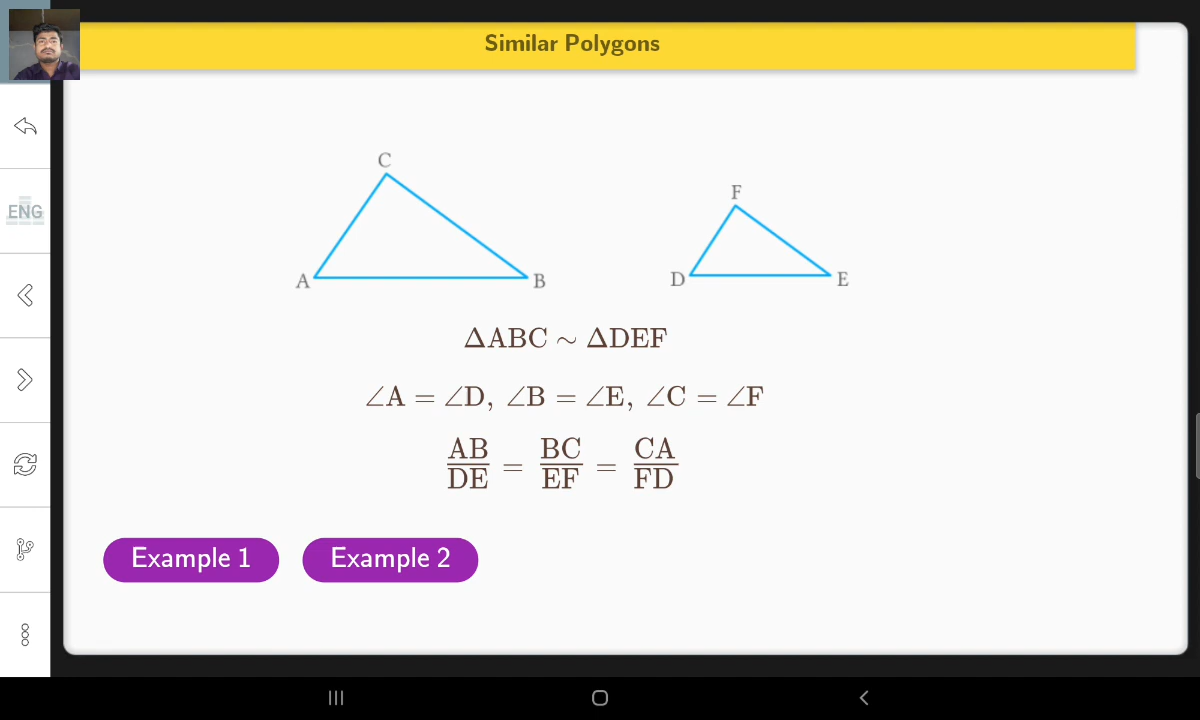 Similar Polygons
ENG
C
F
A
B
D
E
ΔABC ∼ ΔDEF
∠A = ∠D, ∠B = ∠E, ∠C = ∠F
AB/DE = BC/EF = CA/FD
Example 1 Example 2